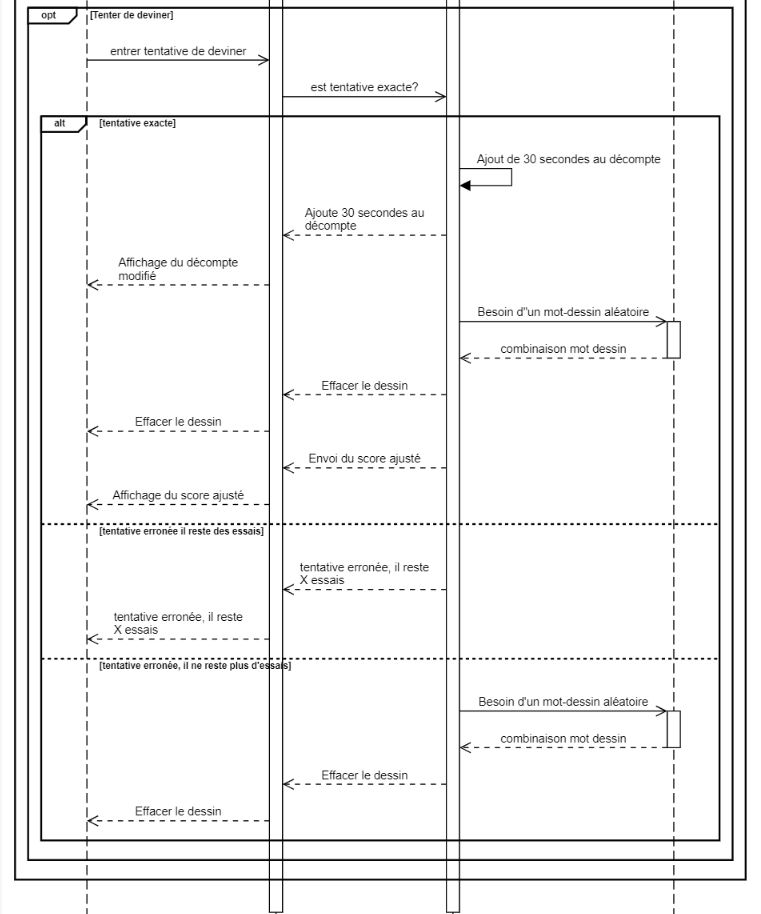 opt
[Tenter de deviner]
entrer tentative de deviner
est tentative exacte?
alt
[tentative exacte]
Ajout de 30 secondes au décompte
Ajoute 30 secondes au
décompte
Affichage du décompte
modifié
Besoin d"un mot-dessin aléatoire
combinaison mot dessin
Effacer le dessin
Effacer le dessin
Envoi du score ajusté
Affichage du score ajusté
[tentative erronée il reste des essais]
tentative erronée, il reste
X essais
tentative erronée, il reste
X essais
[tentative erronée, il ne reste plus d'essais]
Besoin d'un mot-dessin aléatoire
combinaison mot dessin
Effacer le dessin
Effacer le dessin